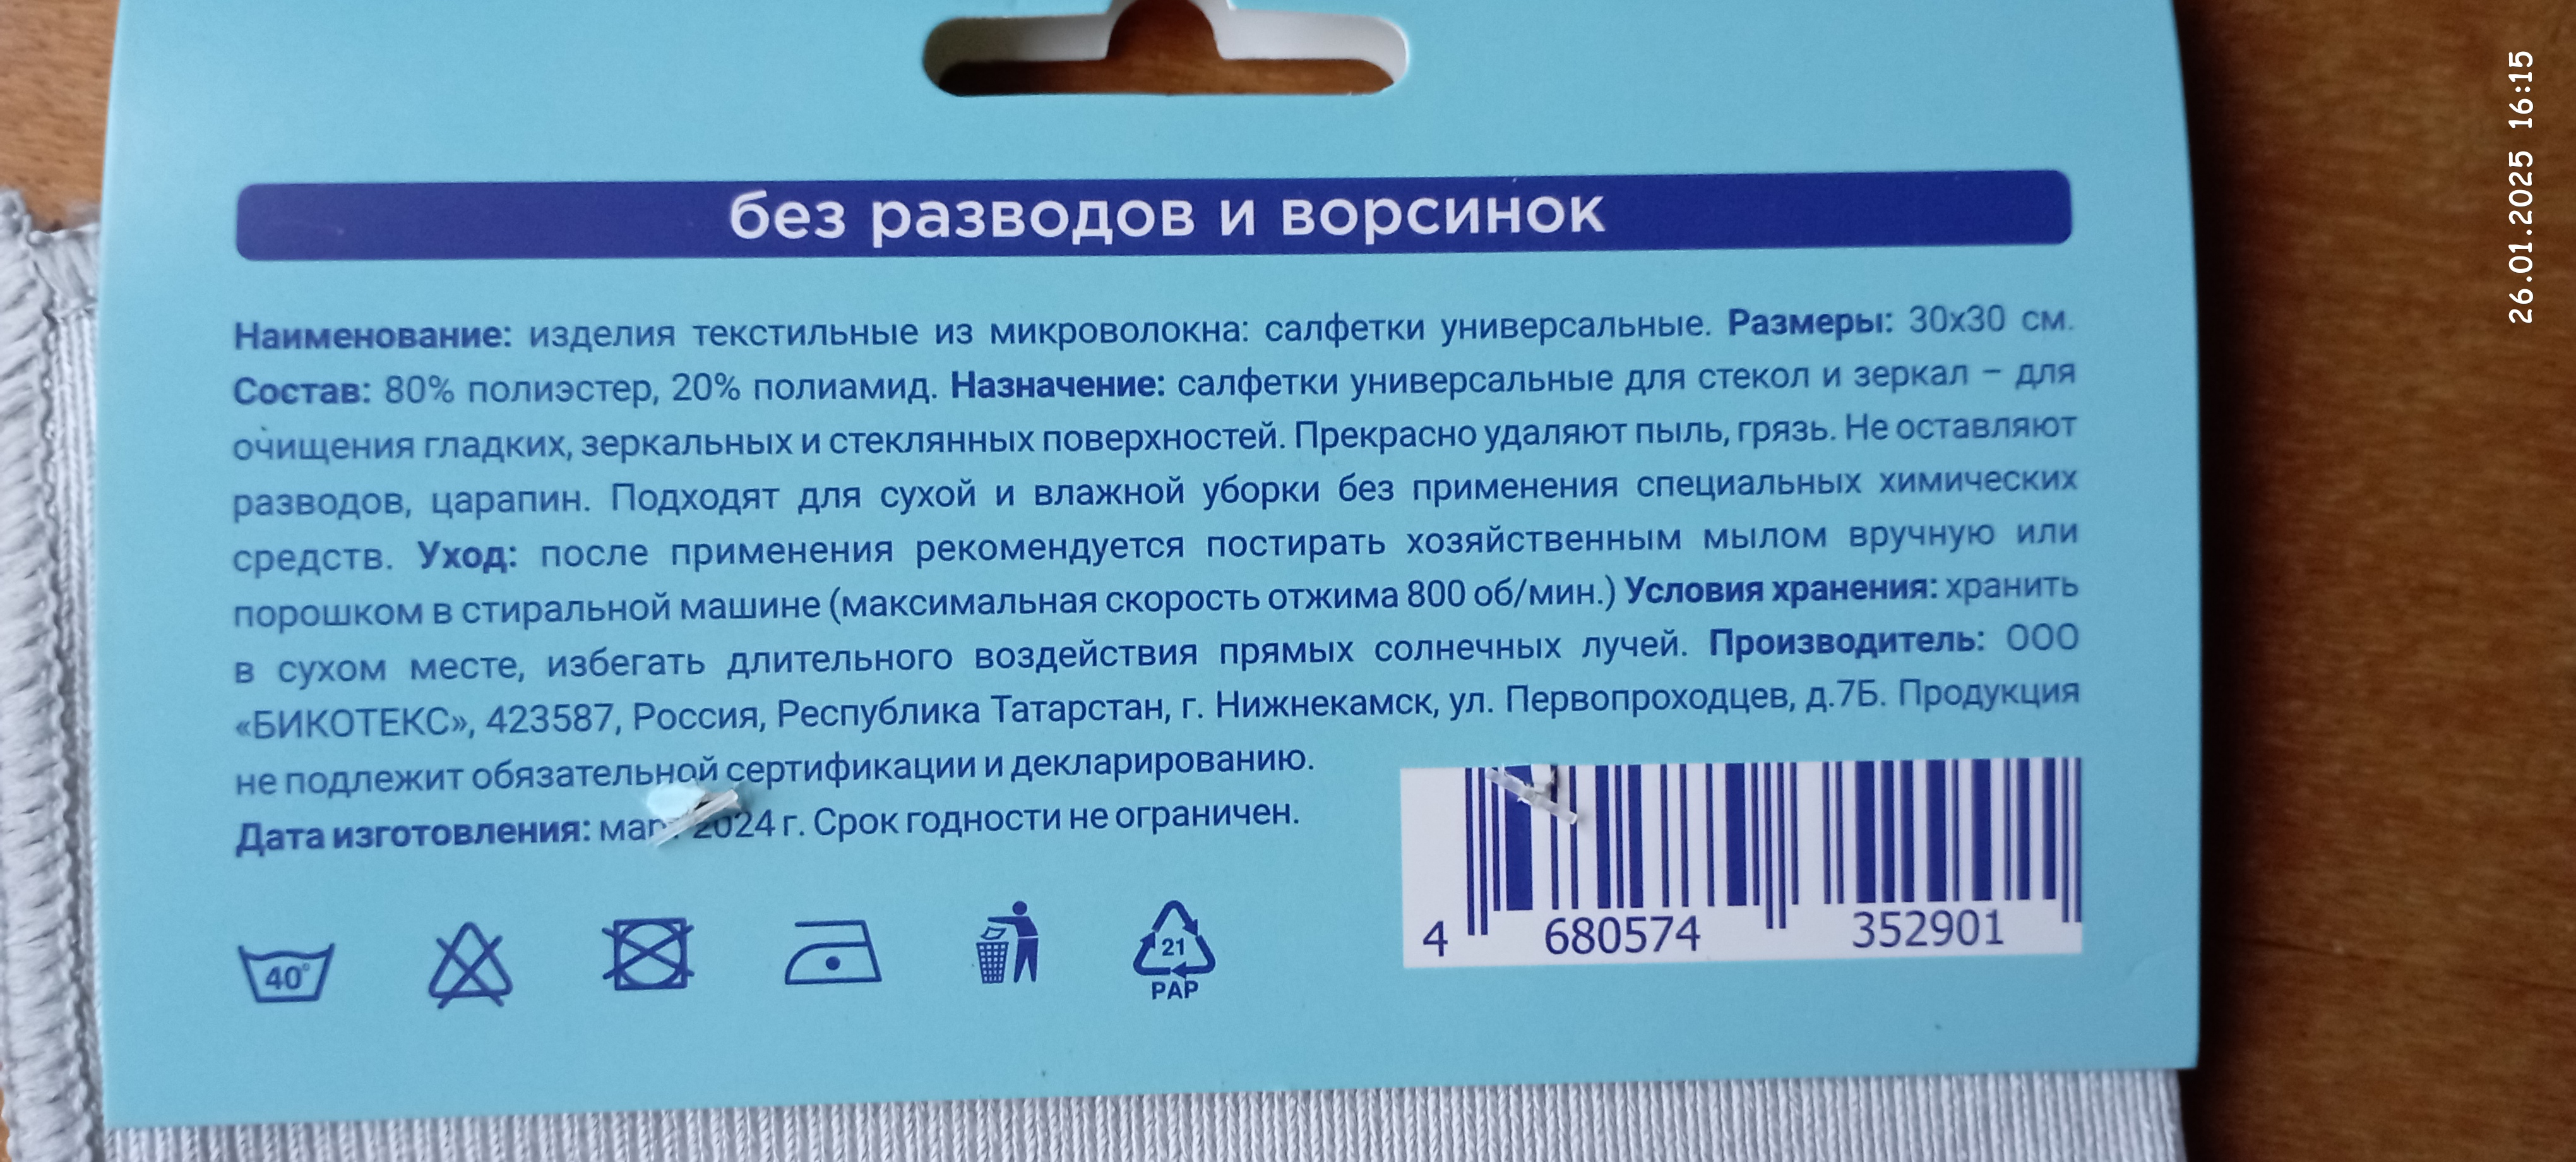 без разводов и ворсинок
Наименование: изделия текстильные из микроволокна: салфетки универсальные. Размеры: 30х30 см.
Состав: 80% полиэстер, 20% полиамид. Назначение: салфетки универсальные для стекол и зеркал – для
очищения гладких, зеркальных и стеклянных поверхностей. Прекрасно удаляют пыль, грязь. Не оставляют
разводов, царапин. Подходят для сухой и влажной уборки без применения специальных химических
средств. Уход: после применения рекомендуется постирать хозяйственным мылом вручную или
порошком в стиральной машине (максимальная скорость отжима 800 об/мин.) Условия хранения: хранить
в сухом месте, избегать длительного воздействия прямых солнечных лучей. Производитель: ООО
«БИКОТЕКС», 423587, Россия, Республика Татарстан, г. Нижнекамск, ул. Первопроходцев, д.7Б. Продукция
не подлежит обязательной сертификации и декларированию.
Дата изготовления: март 2024 г. Срок годности не ограничен.
40°
21
PAP
4 680574 352901
26.01.2025 16:15